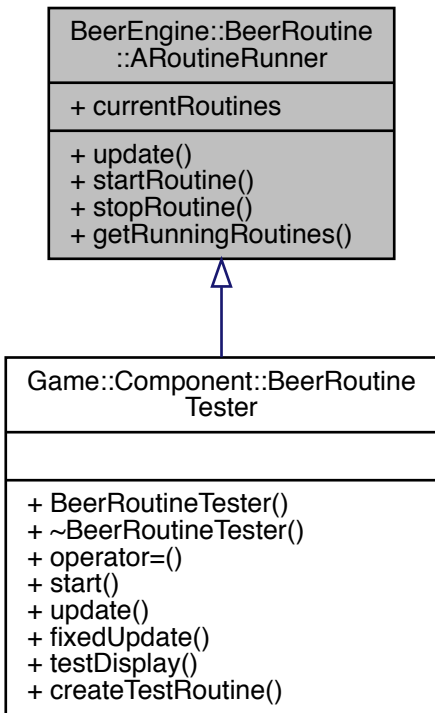 BeerEngine::BeerRoutine
::ARoutineRunner
+ currentRoutines
+ update()
+ startRoutine()
+ stopRoutine()
+ getRunningRoutines()
Game::Component::BeerRoutine
Tester
+ BeerRoutineTester()
+ ~BeerRoutineTester()
+ operator=()
+ start()
+ update()
+ fixedUpdate()
+ testDisplay()
+ createTestRoutine()